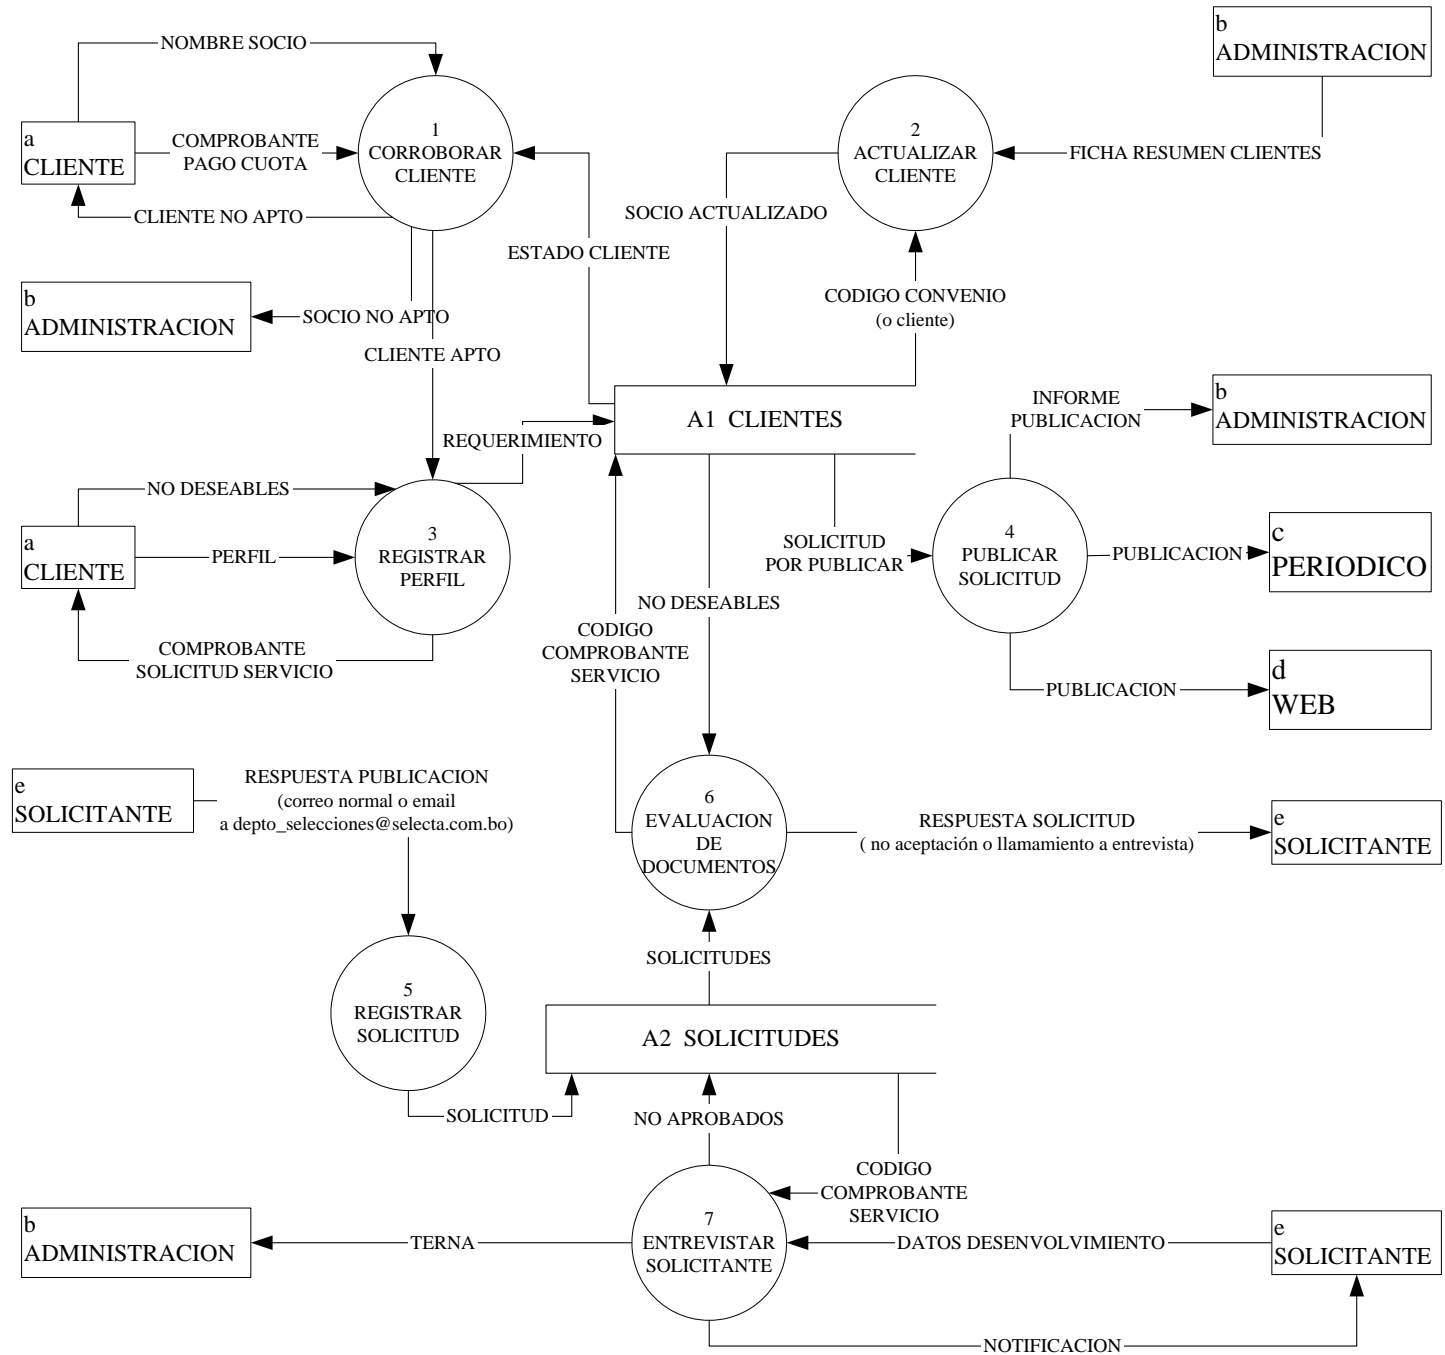 NOMBRE SOCIO
b
ADMINISTRACION
a
CLIENTE
COMPROBANTE
PAGO CUOTA
1
CORROBORAR
CLIENTE
2
ACTUALIZAR
CLIENTE
FICHA RESUMEN CLIENTES
CLIENTE NO APTO
SOCIO ACTUALIZADO
ESTADO CLIENTE
b
ADMINISTRACION
SOCIO NO APTO
CODIGO CONVENIO
(o cliente)
CLIENTE APTO
A1 CLIENTES
INFORME
PUBLICACION
b
ADMINISTRACION
REQUERIMIENTO
NO DESEABLES
a
CLIENTE
PERFIL
3
REGISTRAR
PERFIL
SOLICITUD
POR PUBLICAR
4
PUBLICAR
SOLICITUD
PUBLICACION
c
PERIODICO
NO DESEABLES
CODIGO
COMPROBANTE
SERVICIO
COMPROBANTE
SOLICITUD SERVICIO
PUBLICACION
d
WEB
e
SOLICITANTE
RESPUESTA PUBLICACION
(correo normal o email
a depto_selecciones@selecta.com.bo)
6
EVALUACION
DE
DOCUMENTOS
RESPUESTA SOLICITUD
( no aceptación o llamamiento a entrevista)
e
SOLICITANTE
SOLICITUDES
5
REGISTRAR
SOLICITUD
A2 SOLICITUDES
SOLICITUD
NO APROBADOS
CODIGO
COMPROBANTE
SERVICIO
b
ADMINISTRACION
TERNA
7
ENTREVISTAR
SOLICITANTE
DATOS DESENVOLVIMIENTO
e
SOLICITANTE
NOTIFICACION